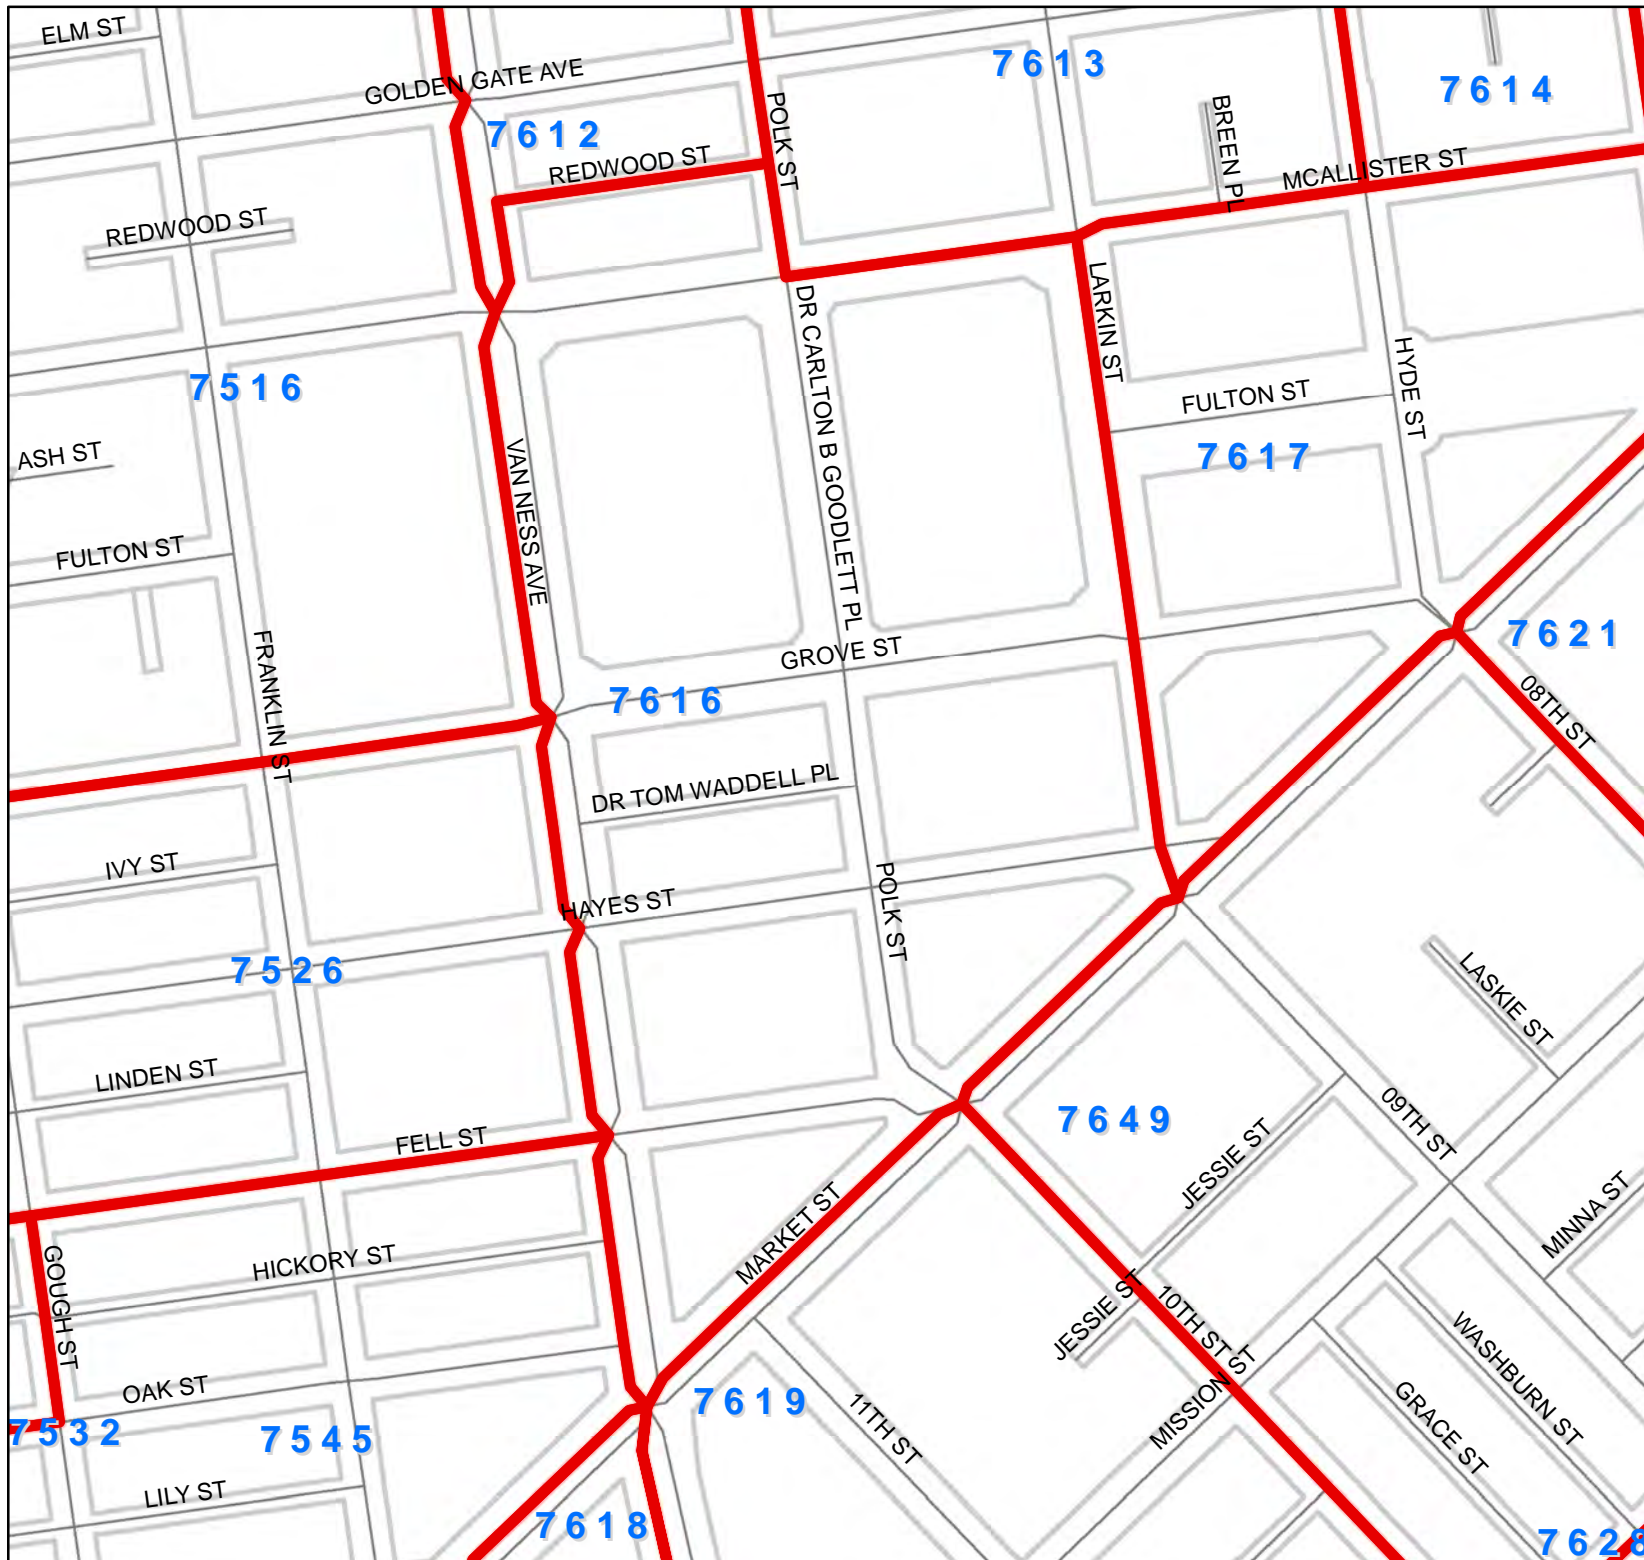 ELM ST
GOLDEN GATE AVE
7613
7614
7612
POLK ST
BREEN PL
REDWOOD ST
MCALLISTER ST
REDWOOD ST
LARKIN ST
DR CARLTON B GOODLETT PL
HYDE ST
7516
FULTON ST
ASH ST
VAN NESS AVE
7617
FULTON ST
FRANKLIN ST
GROVE ST
7621
7616
08TH ST
DR TOM WADDELL PL
IVY ST
POLK ST
HAYES ST
7526
LASKIE ST
LINDEN ST
7649
09TH ST
FELL ST
JESSIE ST
MARKET ST
MINNA ST
GOUGH ST
HICKORY ST
JESSIE ST
10TH ST
WASHBURN ST
OAK ST
7619
11TH ST
MISSION ST
GRACE ST
7532
7545
LILY ST
7618
7628